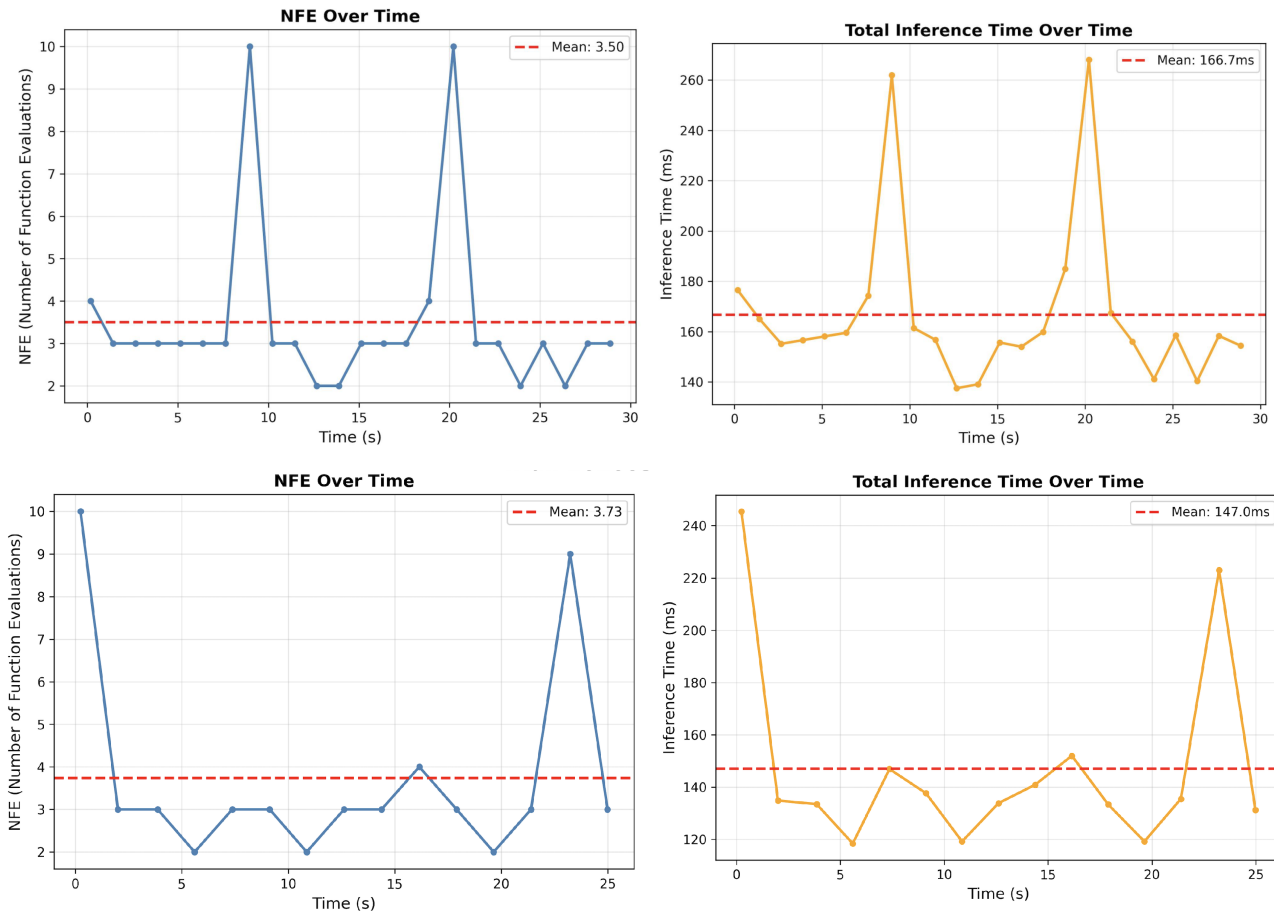 NFE Over Time
Mean: 3.50
NFE (Number of Function Evaluations)
10
9
8
7
6
5
4
3
2
0 5 10 15 20 25 30
Time (s)
Total Inference Time Over Time
Mean: 166.7ms
Inference Time (ms)
260
240
220
200
180
160
140
0 5 10 15 20 25 30
Time (s)
NFE Over Time
Mean: 3.73
NFE (Number of Function Evaluations)
10
9
8
7
6
5
4
3
2
0 5 10 15 20 25
Time (s)
Total Inference Time Over Time
Mean: 147.0ms
Inference Time (ms)
240
220
200
180
160
140
120
0 5 10 15 20 25
Time (s)